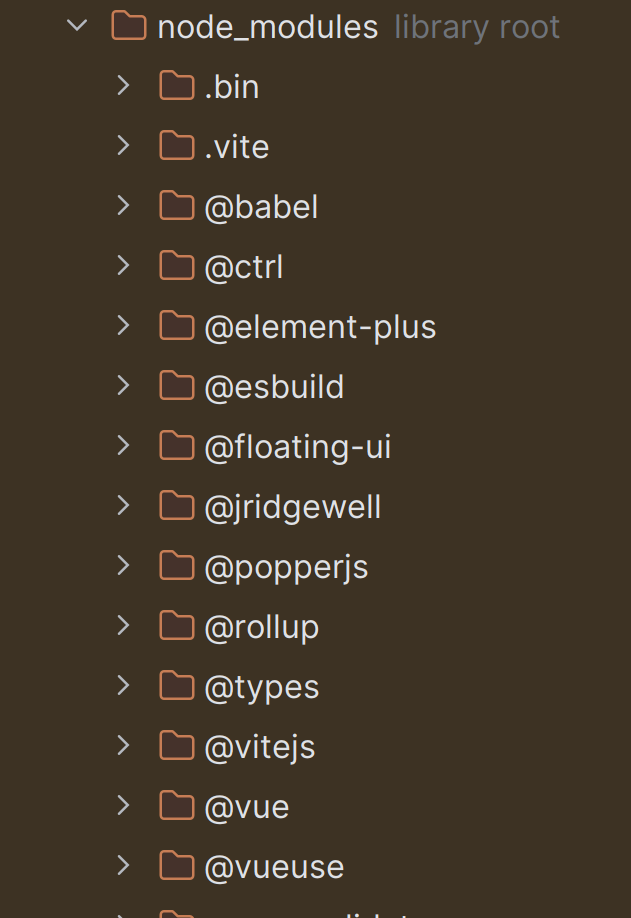 node_modules library root
.bin
.vite
@babel
@ctrl
@element-plus
@esbuild
@floating-ui
@jridgewell
@popperjs
@rollup
@types
@vitejs
@vue
@vueuse